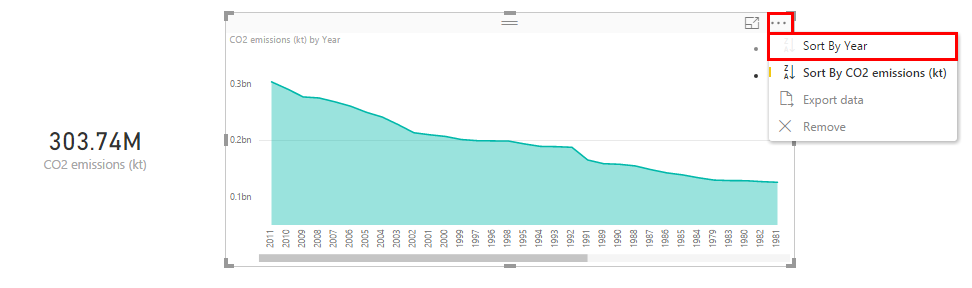 CO2 emissions (kt) by Year
Sort By Year
Z
A
Sort By CO2 emissions (kt)
Export data
Remove
303.74M
CO2 emissions (kt)
0.3bn
0.2bn
0.1bn
2011 2010 2009 2008 2007 2006 2005 2004 2003 2002 2001 2000 1999 1997 1996 1998 1995 1994 1993 1992 1991 1989 1990 1988 1987 1986 1985 1984 1979 1983 1980 1982 1981